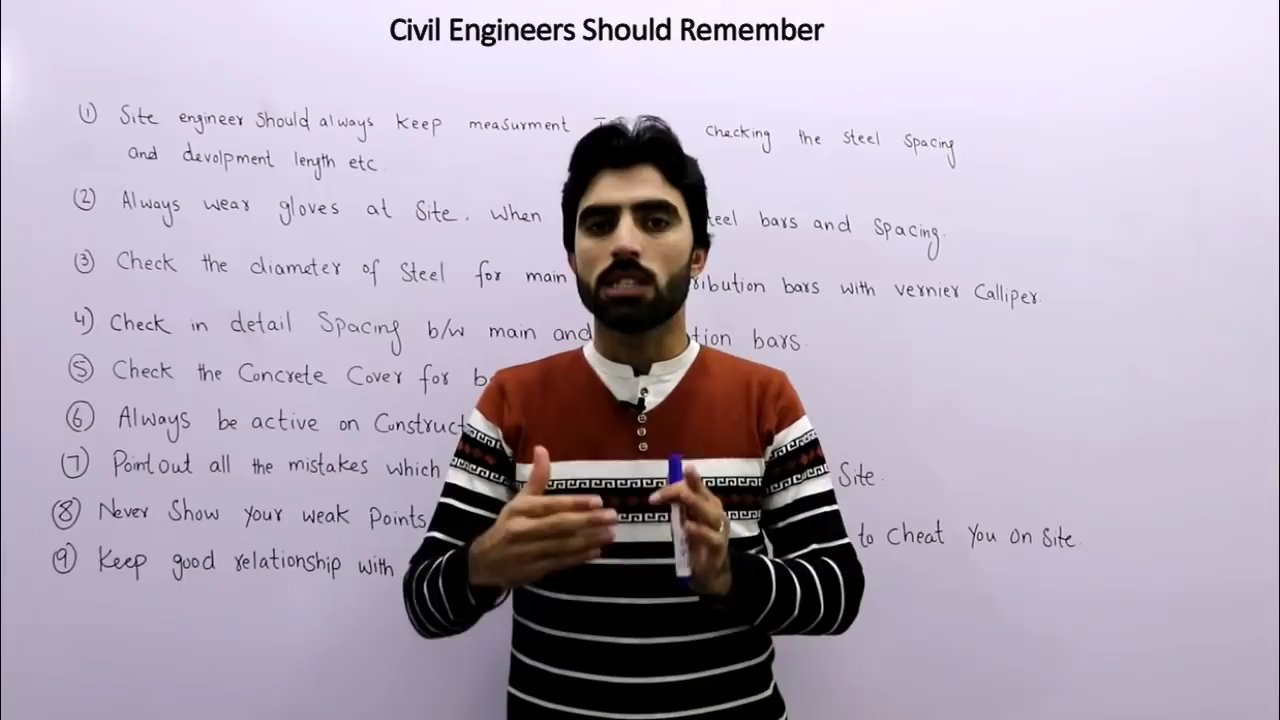 Civil Engineers Should Remember
① Site engineer should always keep measurment checking the steel spacing
and devolpment length etc.
② Always wear gloves at Site. When bars and Spacing.
③ Check the diameter of Steel for main bars with vernier Calliper.
4) Check in detail Spacing b/w main and bars
⑤ Check the Concrete Cover for
⑥ Always be active on
⑦ Point out all the mistakes which Site.
⑧ Never Show Your weak Points to Cheat You On Site.
⑨ Keep good relationship with